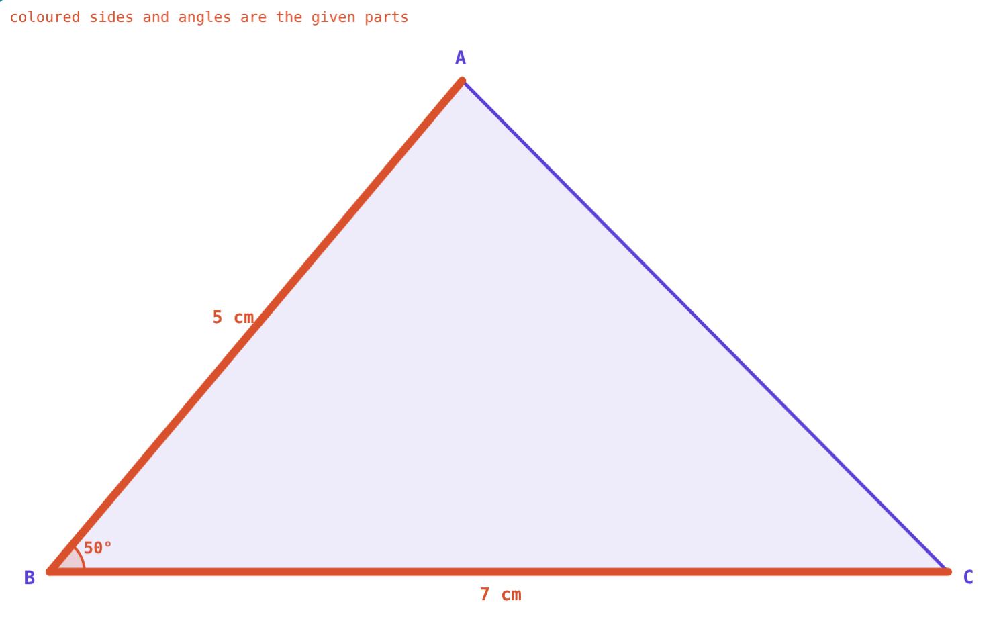 coloured sides and angles are the given parts
A
5 cm
50°
B
C
7 cm